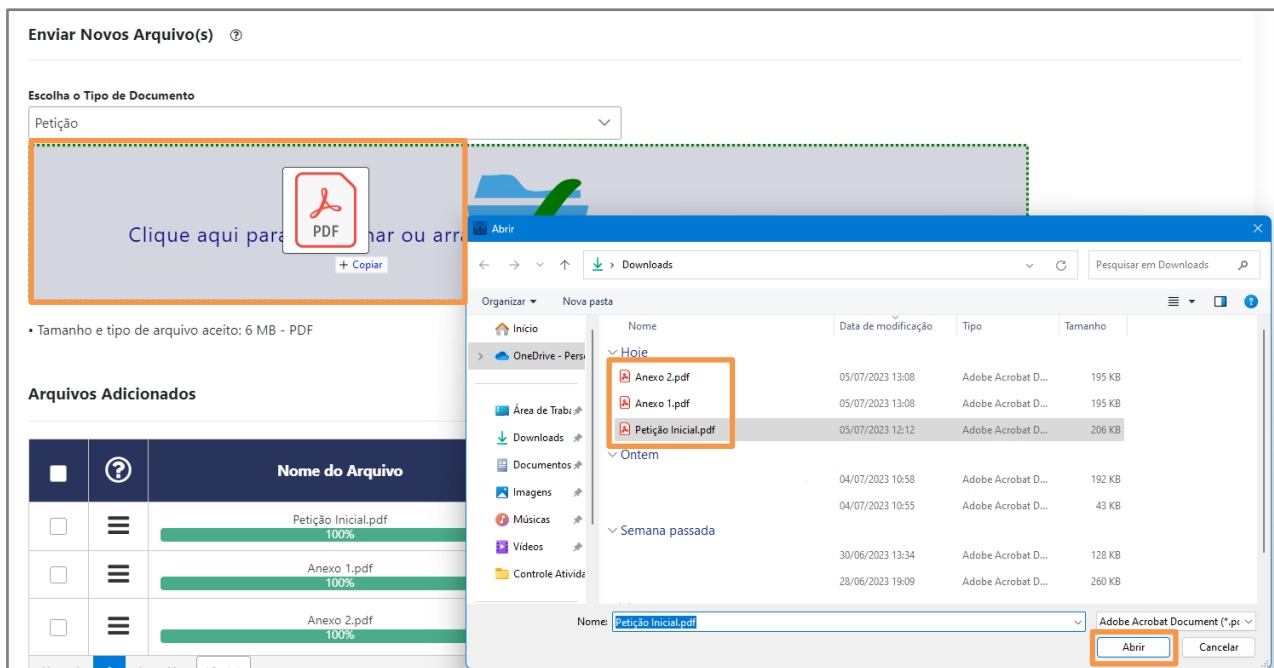 Enviar Novos Arquivo(s)
Escolha o Tipo de Documento
Petição
Clique aqui para
nar ou arra
PDF
+ Copiar
• Tamanho e tipo de arquivo aceito: 6 MB - PDF
Arquivos Adicionados
Nome do Arquivo
Petição Inicial.pdf
100%
Anexo 1.pdf
100%
Anexo 2.pdf
100%
Abrir
Downloads
Pesquisar em Downloads
Organizar
Nova pasta
Início
OneDrive - Pers
Área de Traba
Downloads
Documentos
Imagens
Músicas
Vídeos
Controle Ativida
Nome Data de modificação Tipo Tamanho
Hoje
Anexo 2.pdf 05/07/2023 13:08 Adobe Acrobat D... 195 KB
Anexo 1.pdf 05/07/2023 13:08 Adobe Acrobat D... 195 KB
Petição Inicial.pdf 05/07/2023 12:12 Adobe Acrobat D... 206 KB
Ontem
04/07/2023 10:58 Adobe Acrobat D... 192 KB
04/07/2023 10:55 Adobe Acrobat D... 43 KB
Semana passada
30/06/2023 13:34 Adobe Acrobat D... 128 KB
28/06/2023 19:09 Adobe Acrobat D... 260 KB
Nome: Petição Inicial.pdf
Adobe Acrobat Document (*.pd
Abrir Cancelar